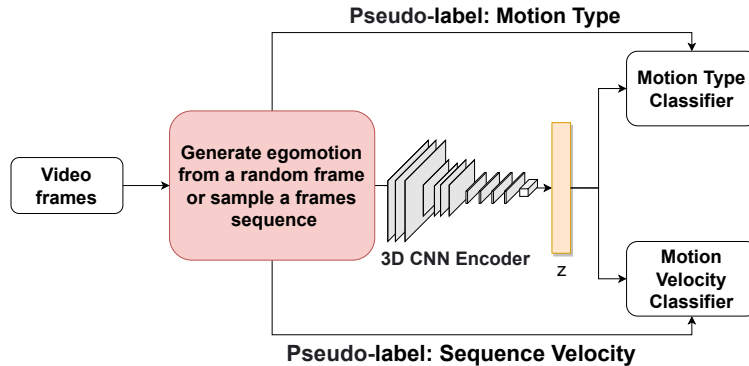 Pseudo-label: Motion Type
Motion Type
Classifier
Generate egomotion
from a random frame
or sample a frames
sequence
Video
frames
3D CNN Encoder
z
Motion
Velocity
Classifier
Pseudo-label: Sequence Velocity